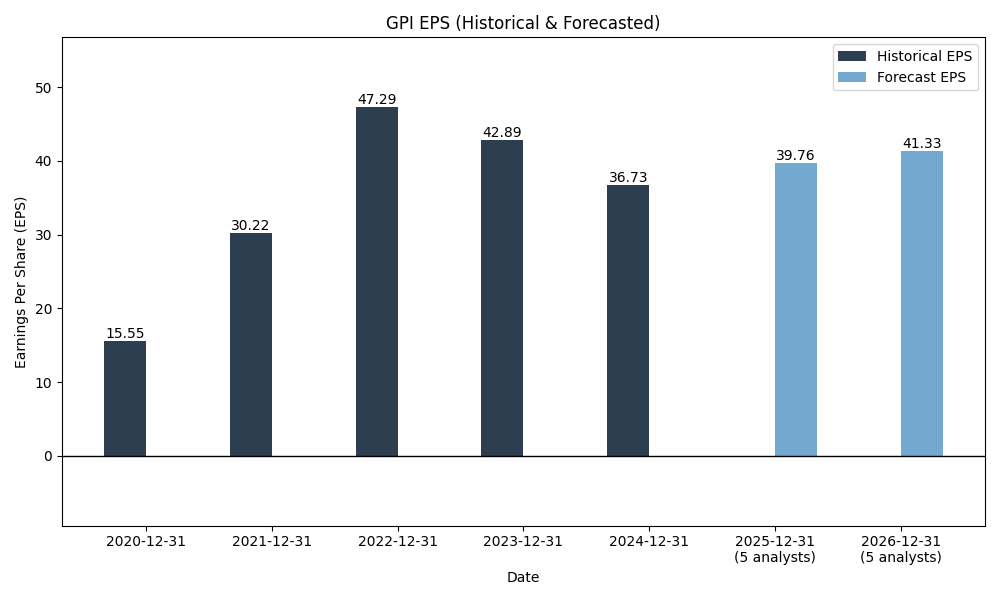 GPI EPS (Historical & Forecasted)
Historical EPS
Forecast EPS
Earnings Per Share (EPS)
50
40
30
20
10
0
15.55
30.22
47.29
42.89
36.73
39.76
41.33
2020-12-31
2021-12-31
2022-12-31
2023-12-31
2024-12-31
2025-12-31
(5 analysts)
2026-12-31
(5 analysts)
Date